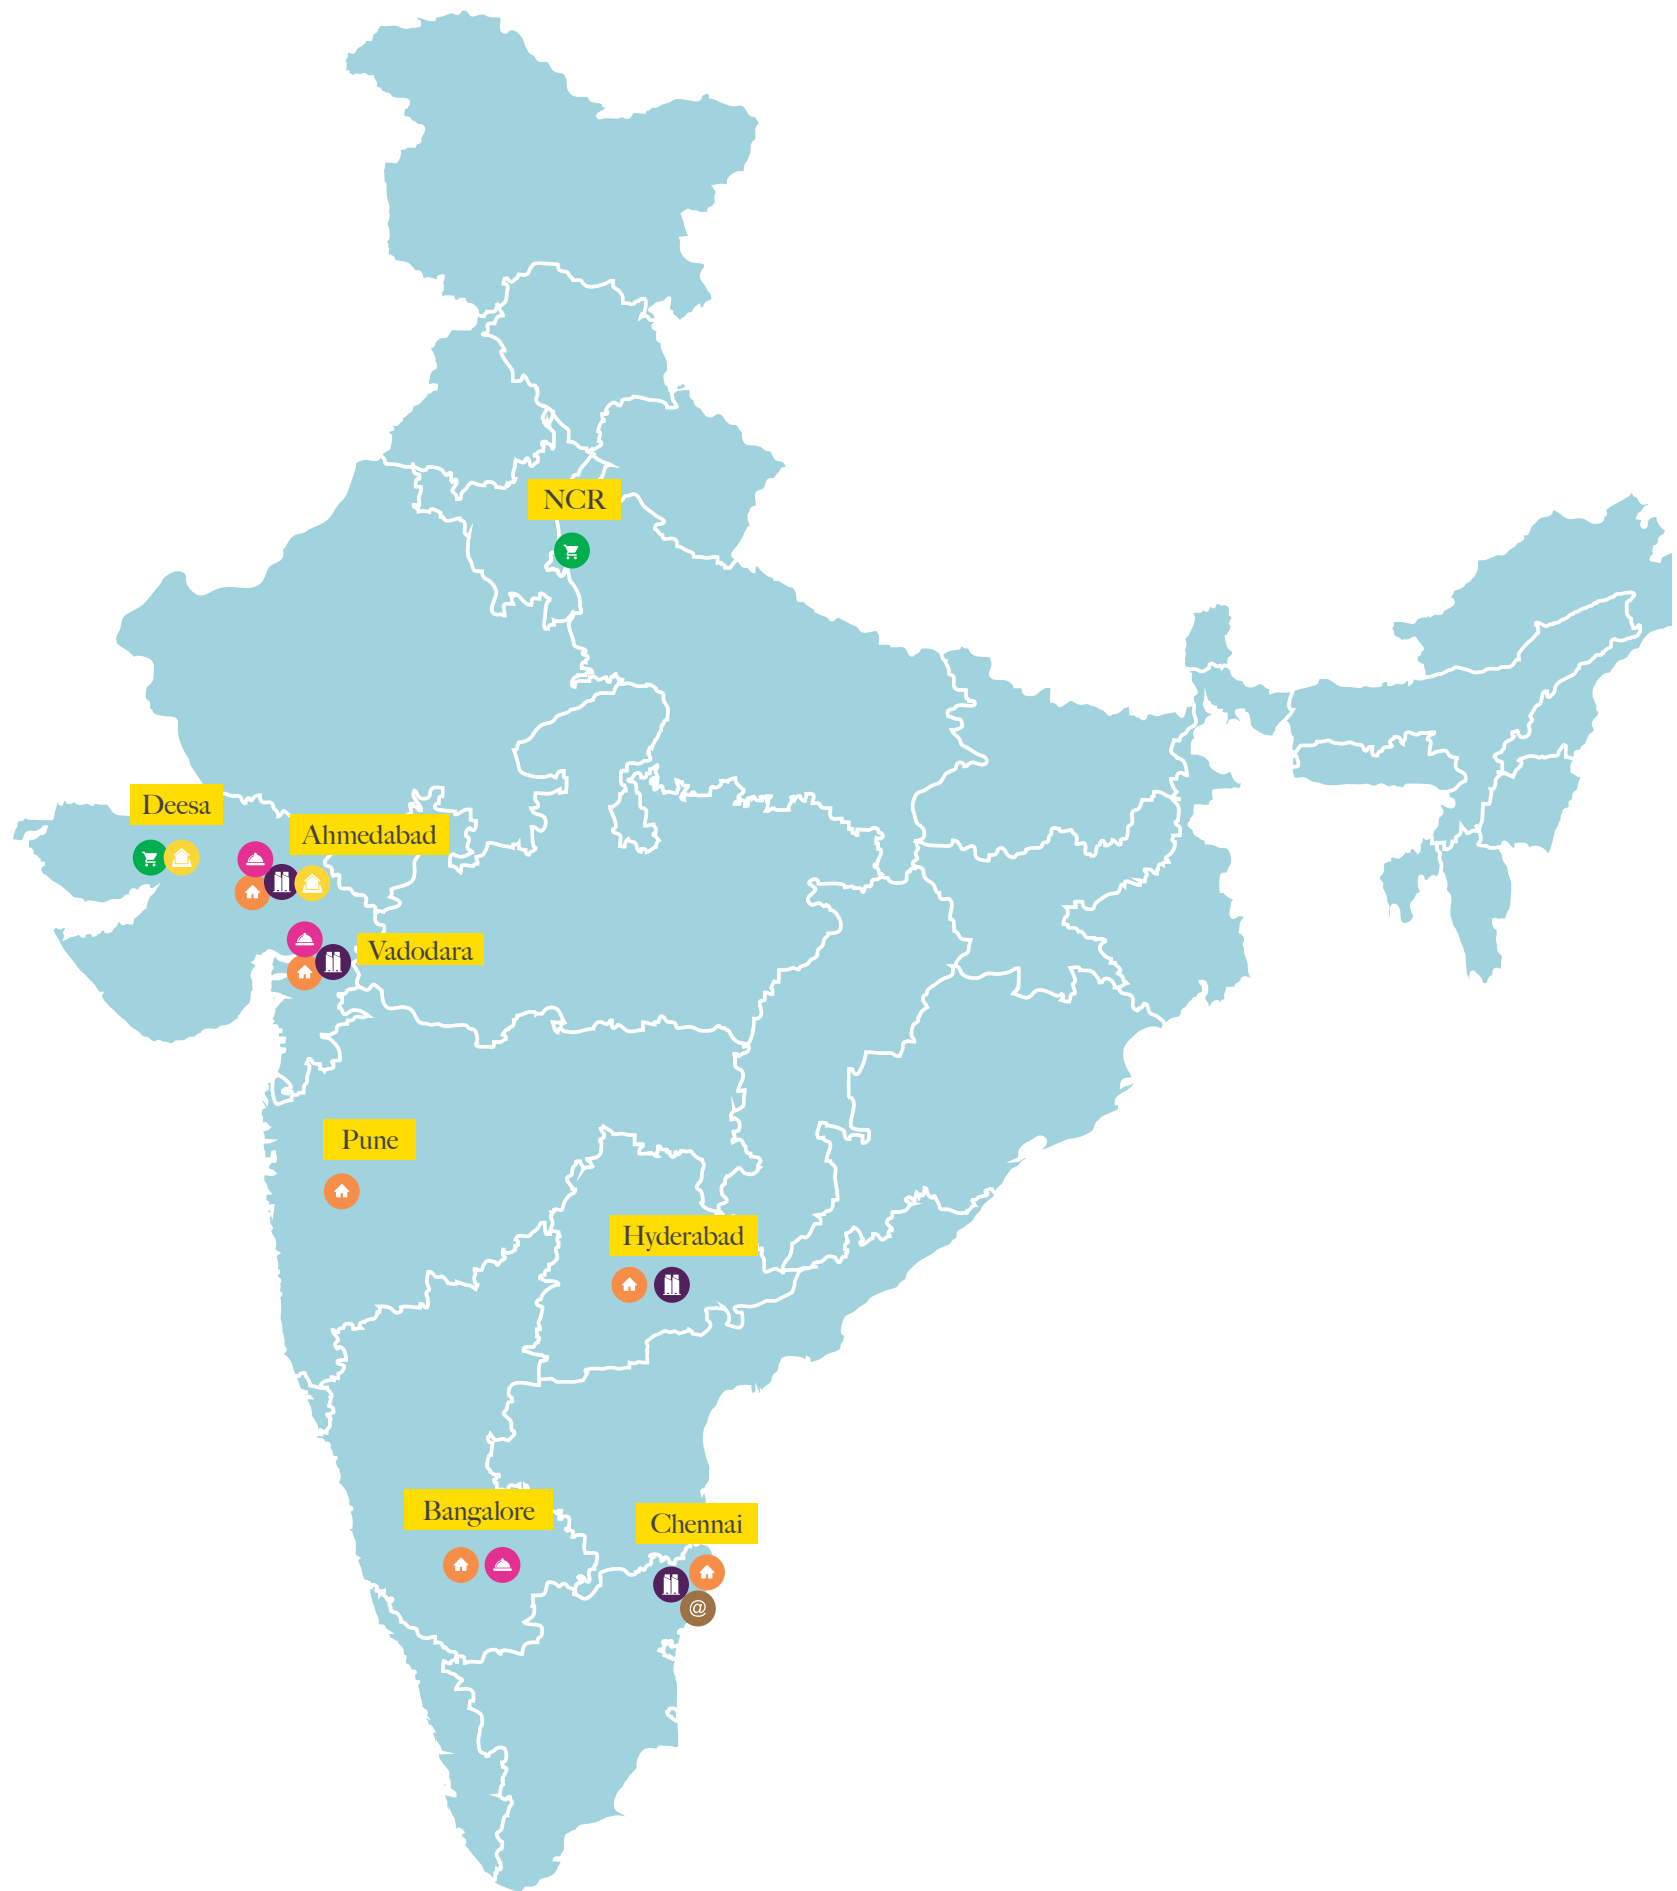 NCR
Deesa
Ahmedabad
Vadodara
Pune
Hyderabad
Bangalore
Chennai
@